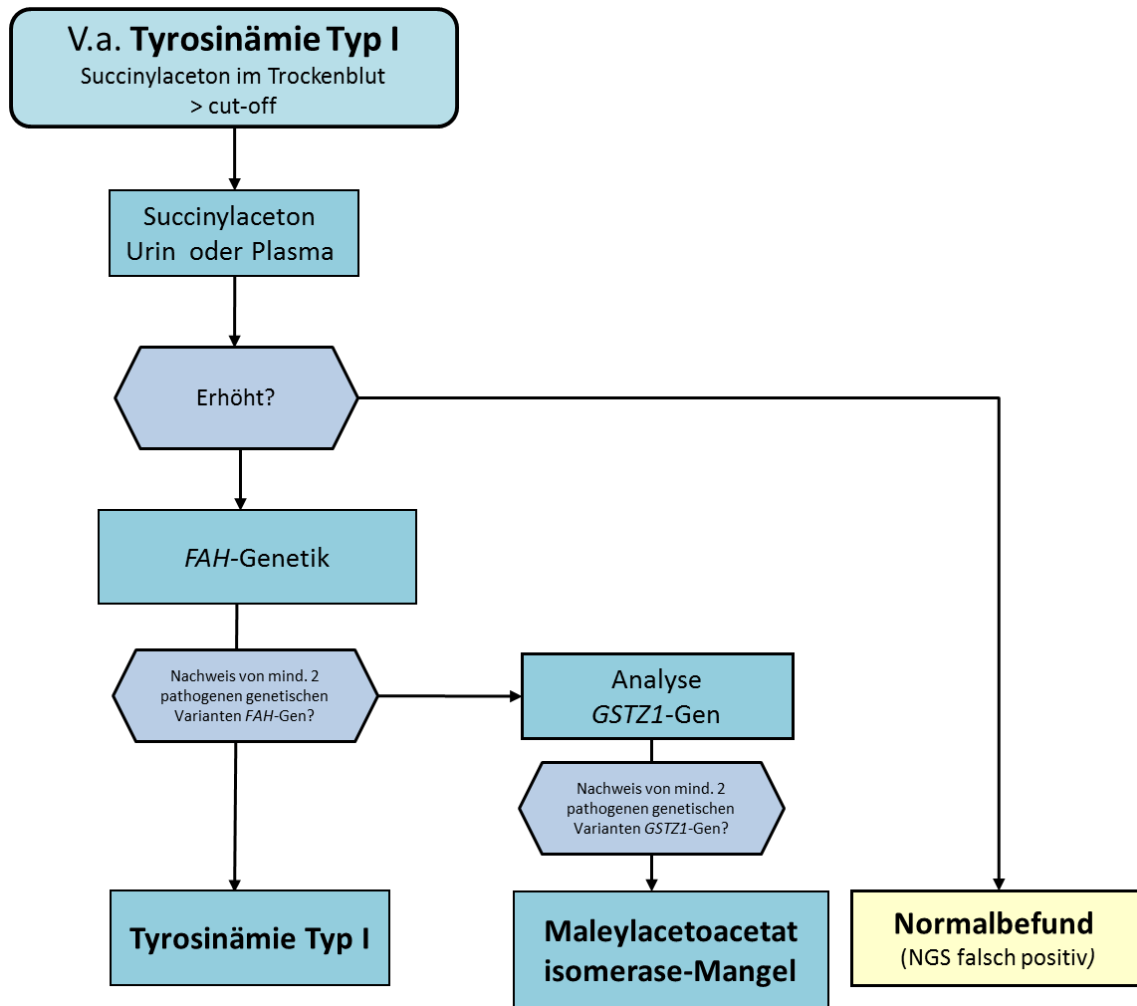 V.a. Tyrosinämie Typ I
Succinylaceton im Trockenblut
> cut-off
Succinylaceton
Urin oder Plasma
Erhöht?
FAH-Genetik
Nachweis von mind. 2
pathogenen genetischen
Varianten FAH-Gen?
Analyse
GSTZ1-Gen
Nachweis von mind. 2
pathogenen genetischen
Varianten GSTZ1-Gen?
Tyrosinämie Typ I
Maleylacetoacetat
isomerase-Mangel
Normalbefund
(NGS falsch positiv)